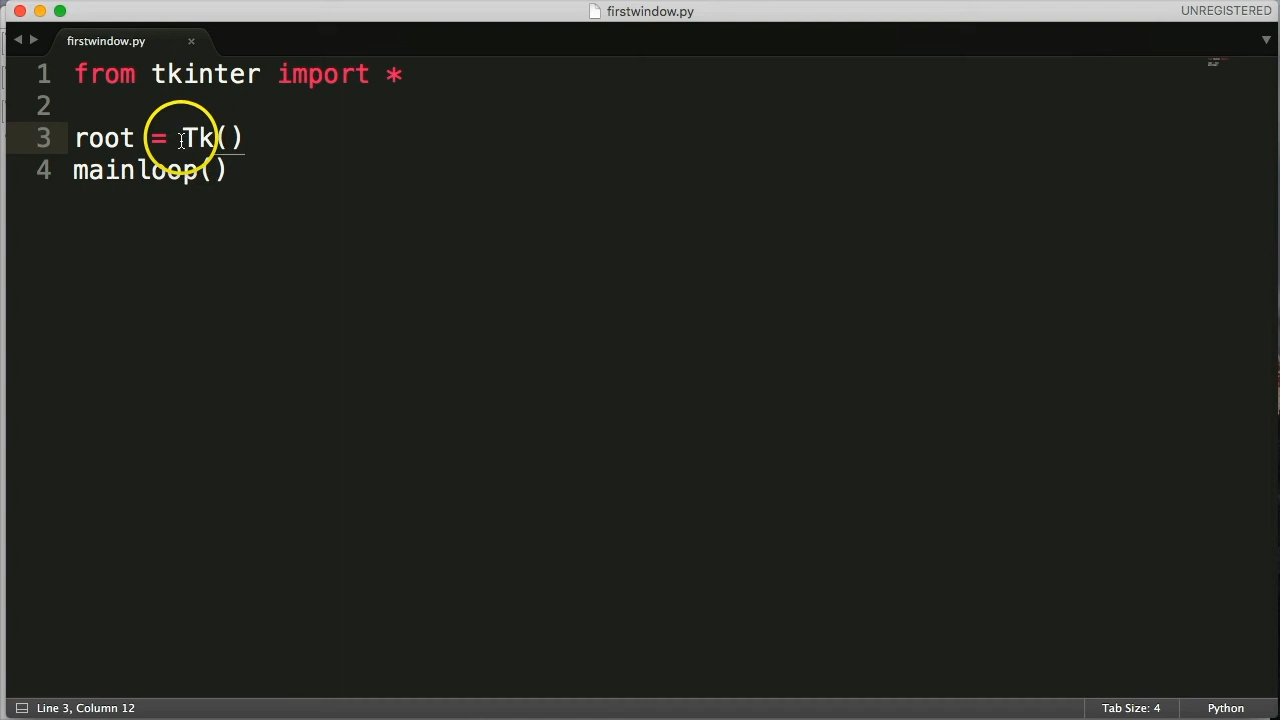 firstwindow.py
UNREGISTERED
firstwindow.py
1 from tkinter import *
2
3 root = Tk()
4 mainloop()
Line 3, Column 12
Tab Size: 4
Python